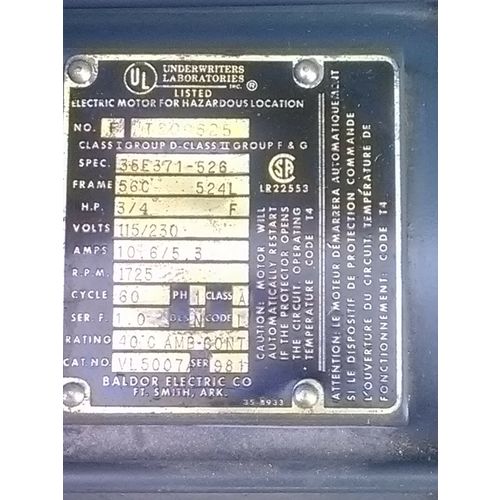 UL
UNDERWRITERS
LABORATORIES
INC. ®
LISTED
ELECTRIC MOTOR FOR HAZARDOUS LOCATION
NO.
CLASS I GROUP D-CLASS II GROUP F & G
SPEC. 36E371-526
SA
LR22553
FRAME 56C 524L
H.P. 3/4 F
VOLTS 115/230
AMPS 10.6/5.3
R.P.M. 1725
CYCLE 60 PH 1 CLASS A
SER. F. 1.0 DES N CODE L
RATING 40°C AMB-CONT
CAT.NO. VL5007 SER 981
BALDOR ELECTRIC CO
FT. SMITH, ARK.
CAUTION: MOTOR WILL
AUTOMATICALLY RESTART
IF THE PROTECTOR OPENS
THE CIRCUIT. OPERATING
TEMPERATURE CODE T4
ATTENTION: LE MOTEUR DÉMARRERA AUTOMATIQUEMENT
SI LE DISPOSITIF DE PROTECTION COMMANDE
L'OUVERTURE DU CIRCUIT. TEMPÉRATURE DE
FONCTIONNEMENT: CODE T4